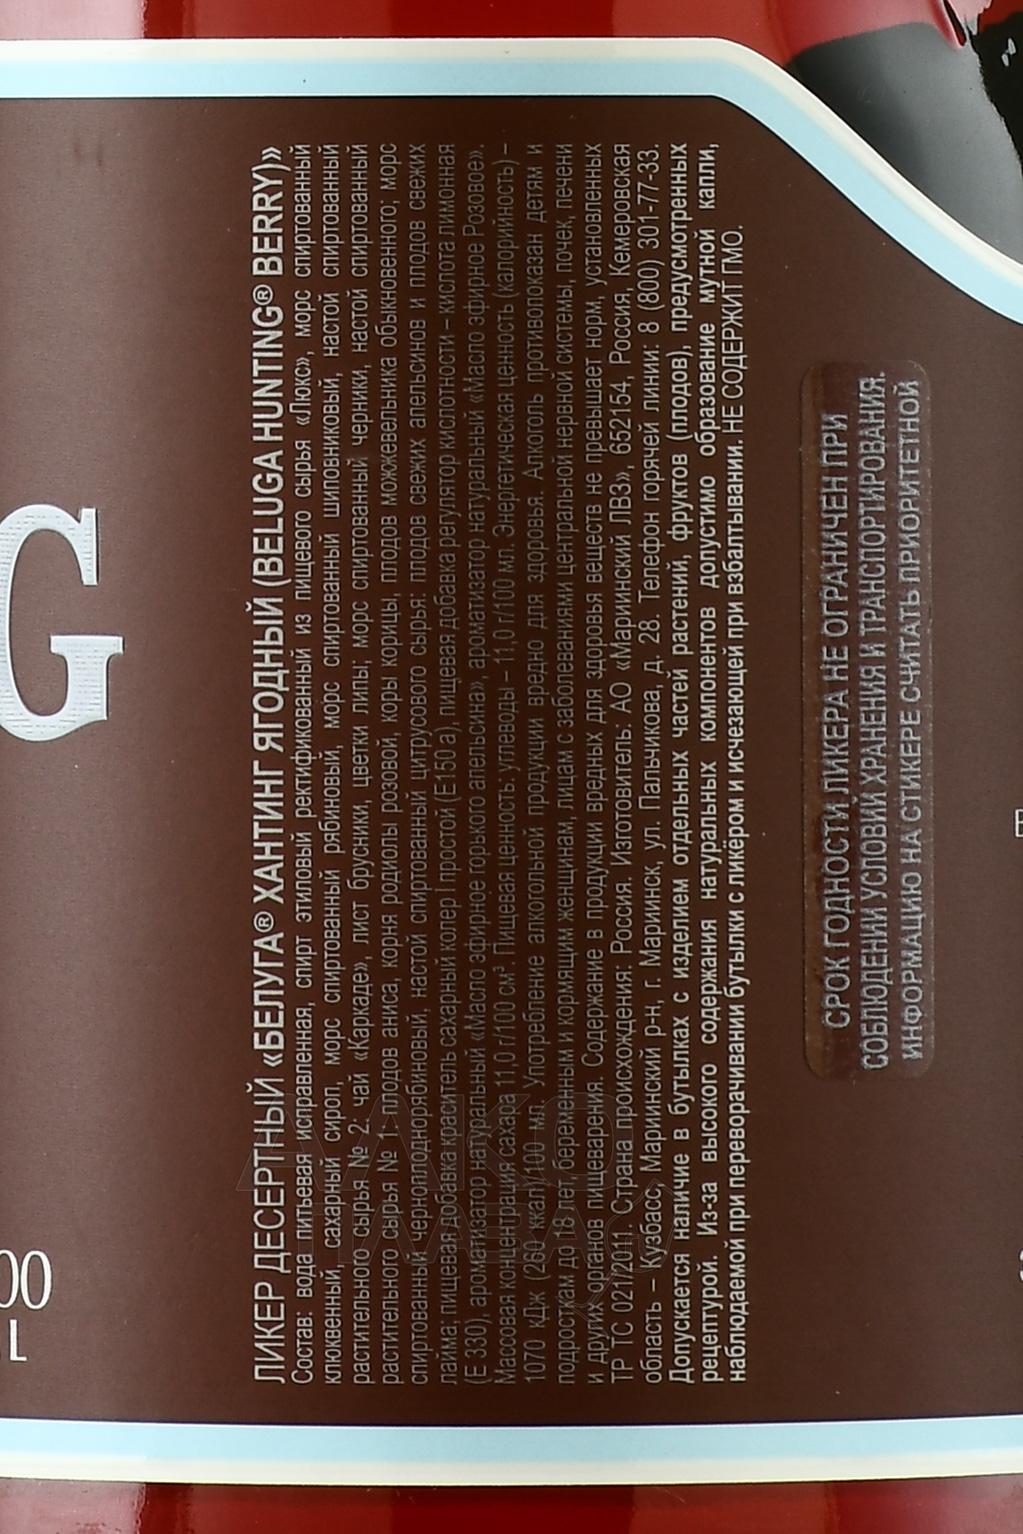 G
00
L
ЛИКЕР ДЕСЕРТНЫЙ «БЕЛУГА® ХАНТИНГ ЯГОДНЫЙ (BELUGA HUNTING® BERRY)»
Состав: вода питьевая исправленная, спирт этиловый ректификованный из пищевого сырья «Люкс», морс спиртованный
клюквенный, сахарный сироп, морс спиртованный рябиновый, морс спиртованный шиповниковый, настой спиртованный
растительного сырья № 2: чай «Каркаде», лист брусники, цветки липы; морс спиртованный черники, настой спиртованный
растительного сырья № 1: плодов аниса, корня родиолы розовой, коры корицы, плодов можжевельника обыкновенного; морс
спиртованный черноплоднорябиновый, настой спиртованный цитрусового сырья: плодов свежих апельсинов и плодов свежих
лайма; пищевая добавка краситель сахарный колер I простой (Е150 а), пищевая добавка регулятор кислотности – кислота лимонная
(Е 330), ароматизатор натуральный «Масло эфирное горького апельсина», ароматизатор натуральный «Масло эфирное Розовое».
Массовая концентрация сахара 11,0 г/100 см³. Пищевая ценность: углеводы – 11,0 г/100 мл. Энергетическая ценность (калорийность) –
1070 кДж (260 ккал)/100 мл. Употребление алкогольной продукции вредно для здоровья. Алкоголь противопоказан детям и
подросткам до 18 лет, беременным и кормящим женщинам, лицам с заболеваниями центральной нервной системы, почек, печени
и других органов пищеварения. Содержание в продукции вредных для здоровья веществ не превышает норм, установленных
ТР ТС 021/2011. Страна происхождения: Россия. Изготовитель: АО «Мариинский ЛВЗ», 652154, Россия, Кемеровская
область – Кузбасс, Мариинский р-н, г. Мариинск, ул. Пальчикова, д. 28. Телефон горячей линии: 8 (800) 301-77-33.
Допускается наличие в бутылках с изделием отдельных частей растений, фруктов (плодов), предусмотренных
рецептурой. Из-за высокого содержания натуральных компонентов допустимо образование мутной капли,
наблюдаемой при переворачивании бутылки с ликёром и исчезающей при взбалтывании. НЕ СОДЕРЖИТ ГМО.
СРОК ГОДНОСТИ ЛИКЕРА НЕ ОГРАНИЧЕН ПРИ
СОБЛЮДЕНИИ УСЛОВИЙ ХРАНЕНИЯ И ТРАНСПОРТИРОВАНИЯ.
ИНФОРМАЦИЮ НА СТИКЕРЕ СЧИТАТЬ ПРИОРИТЕТНОЙ